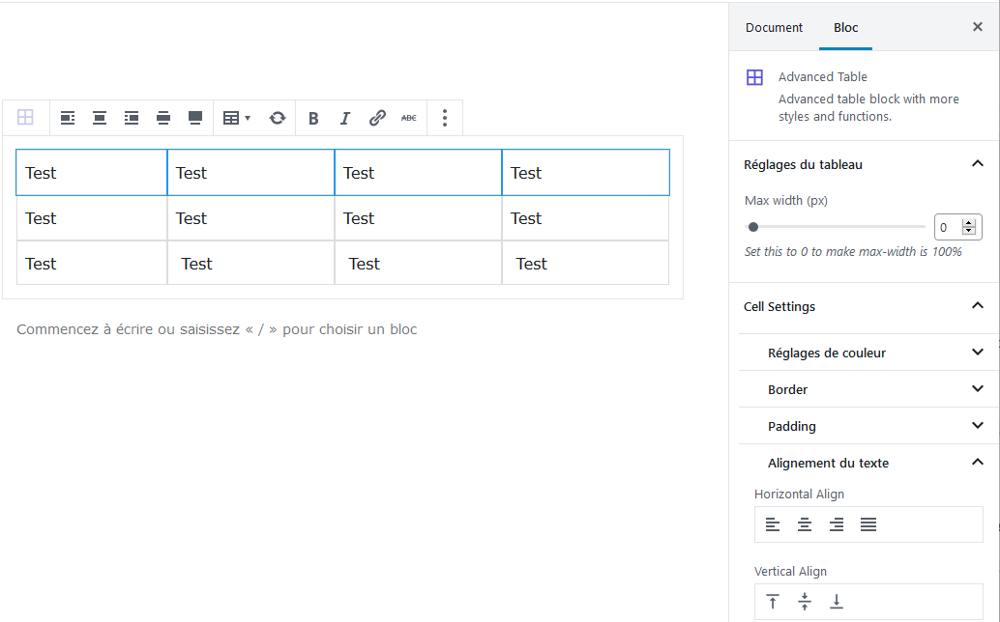 Document Bloc
Advanced Table
Advanced table block with more
styles and functions.
B I ABC
Test Test Test Test
Test Test Test Test
Test Test Test Test
Commencez à écrire ou saisissez « / » pour choisir un bloc
Réglages du tableau
Max width (px)
0
Set this to 0 to make max-width is 100%
Cell Settings
Réglages de couleur
Border
Padding
Alignement du texte
Horizontal Align
Vertical Align